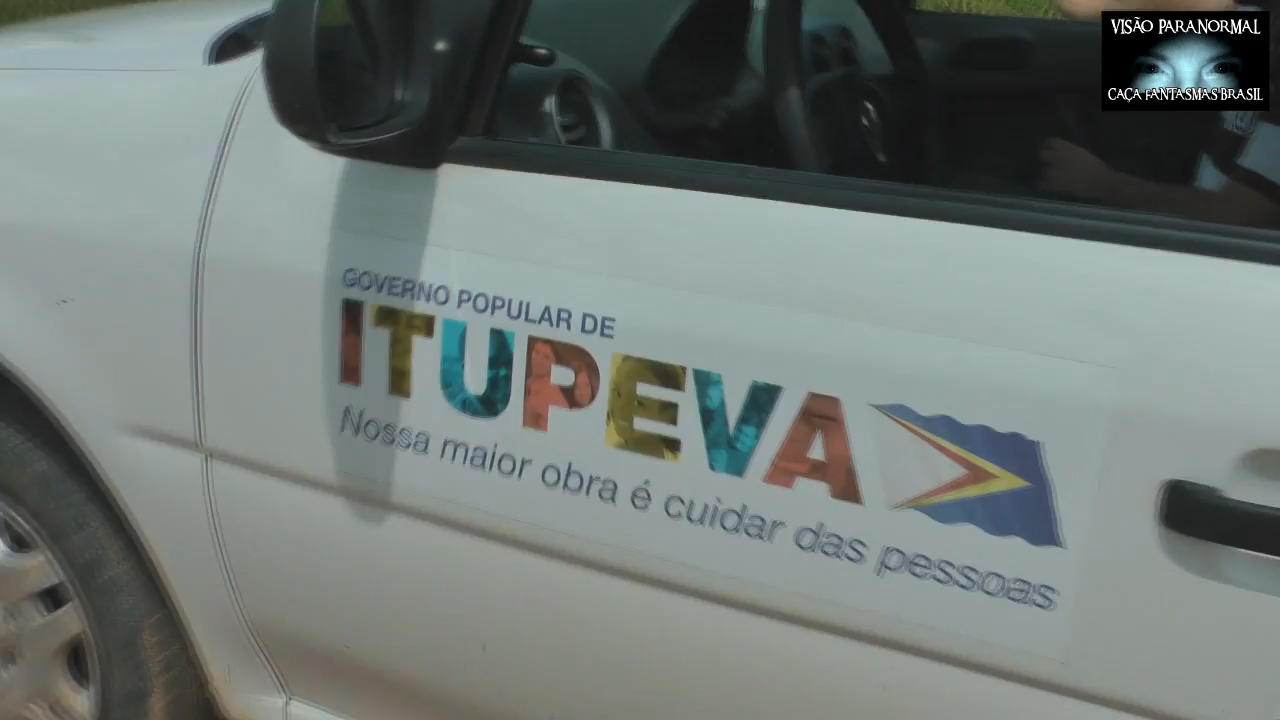 VISÃO PARANORMAL
CAÇA FANTASMAS BRASIL
GOVERNO POPULAR DE
ITUPEVA
Nossa maior obra é cuidar das pessoas